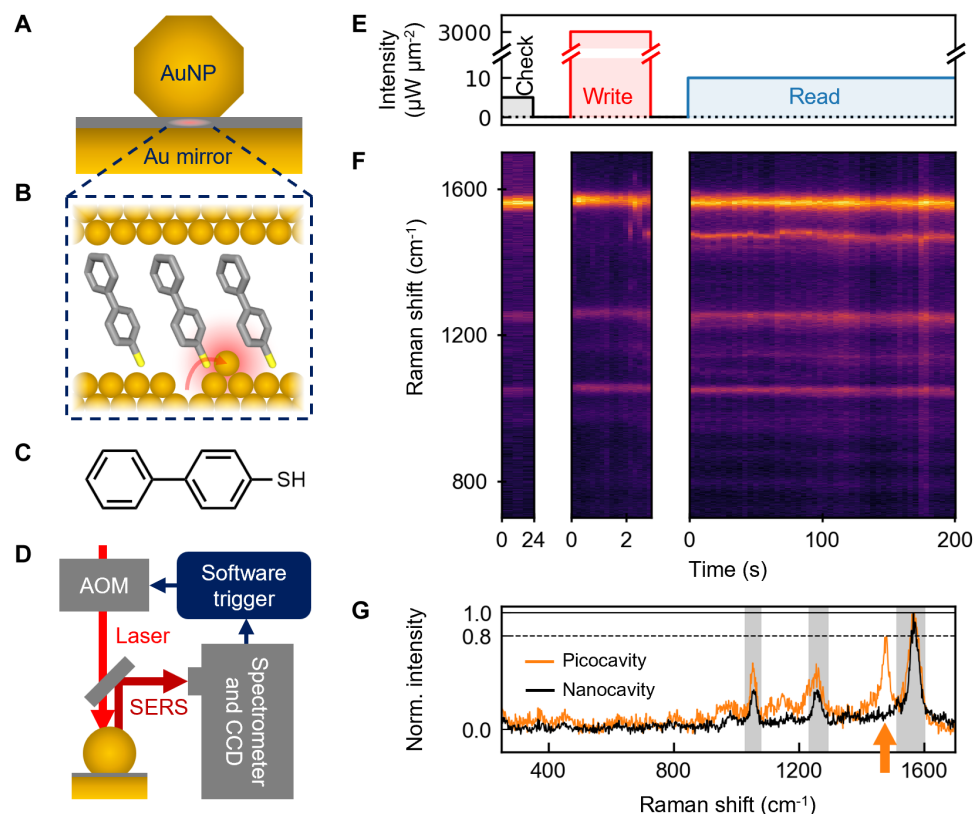 A
AuNP
Au mirror
B
C
SH
D
AOM
Software
trigger
Laser
SERS
Spectrometer
and CCD
E
Intensity
(µW µm-2)
3000
10
0
Check
Write
Read
F
Raman shift (cm-1)
1600
1200
800
0 24 0 2 0 100 200
Time (s)
G
Norm. intensity
1.0
0.8
0.0
Picocavity
Nanocavity
400 800 1200 1600
Raman shift (cm-1)